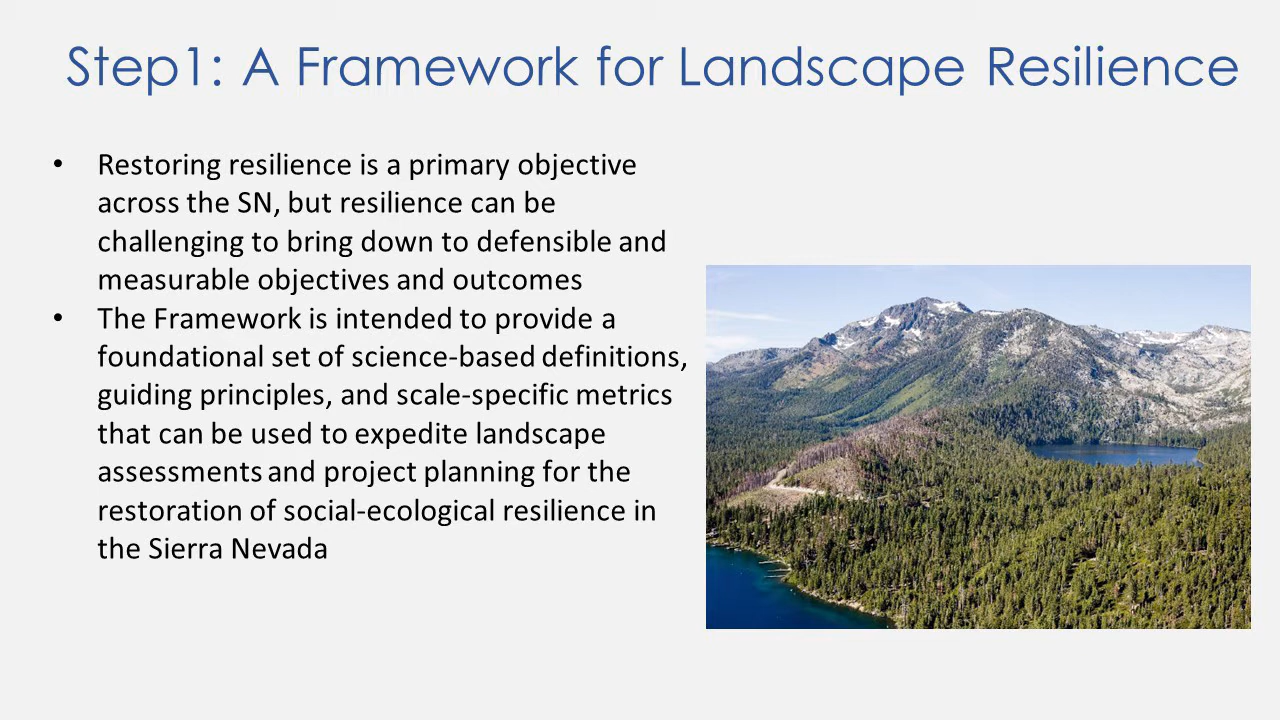 Step1: A Framework for Landscape Resilience
• Restoring resilience is a primary objective
across the SN, but resilience can be
challenging to bring down to defensible and
measurable objectives and outcomes
• The Framework is intended to provide a
foundational set of science-based definitions,
guiding principles, and scale-specific metrics
that can be used to expedite landscape
assessments and project planning for the
restoration of social-ecological resilience in
the Sierra Nevada